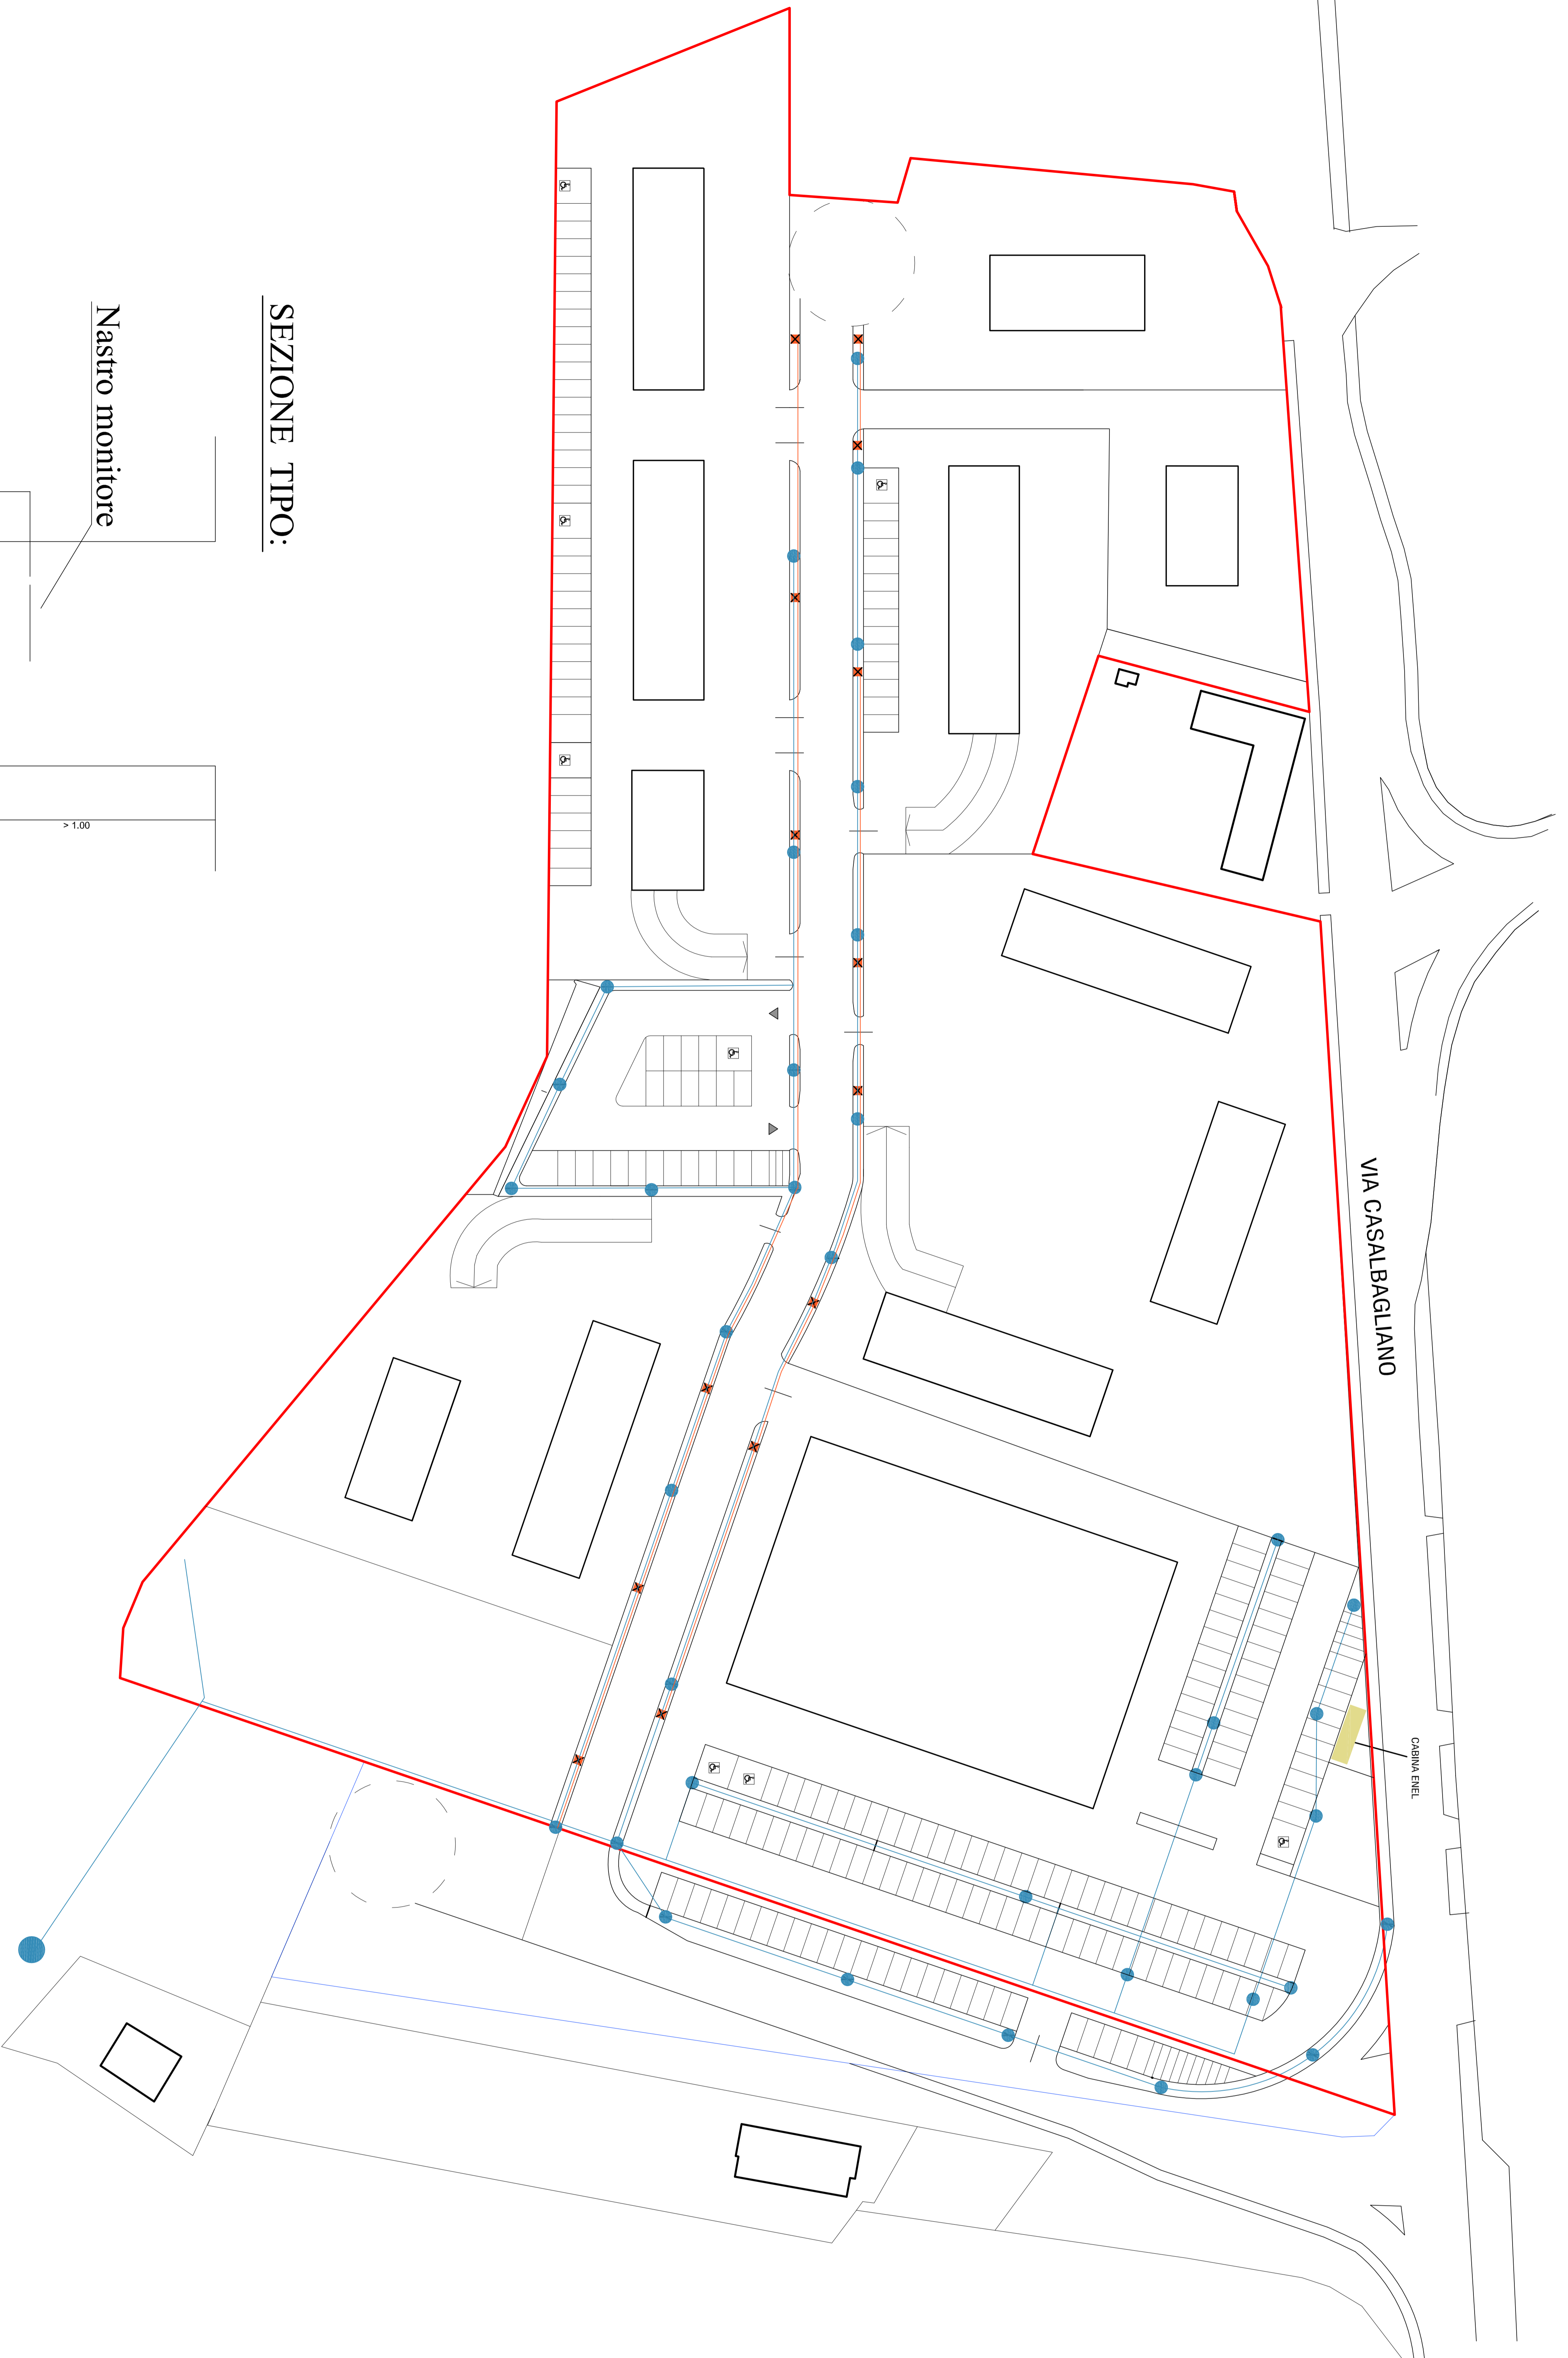 SEZIONE TIPO:
Nastro monitore
> 1.00
VIA CASALBAGLIANO
CABINA ENEL